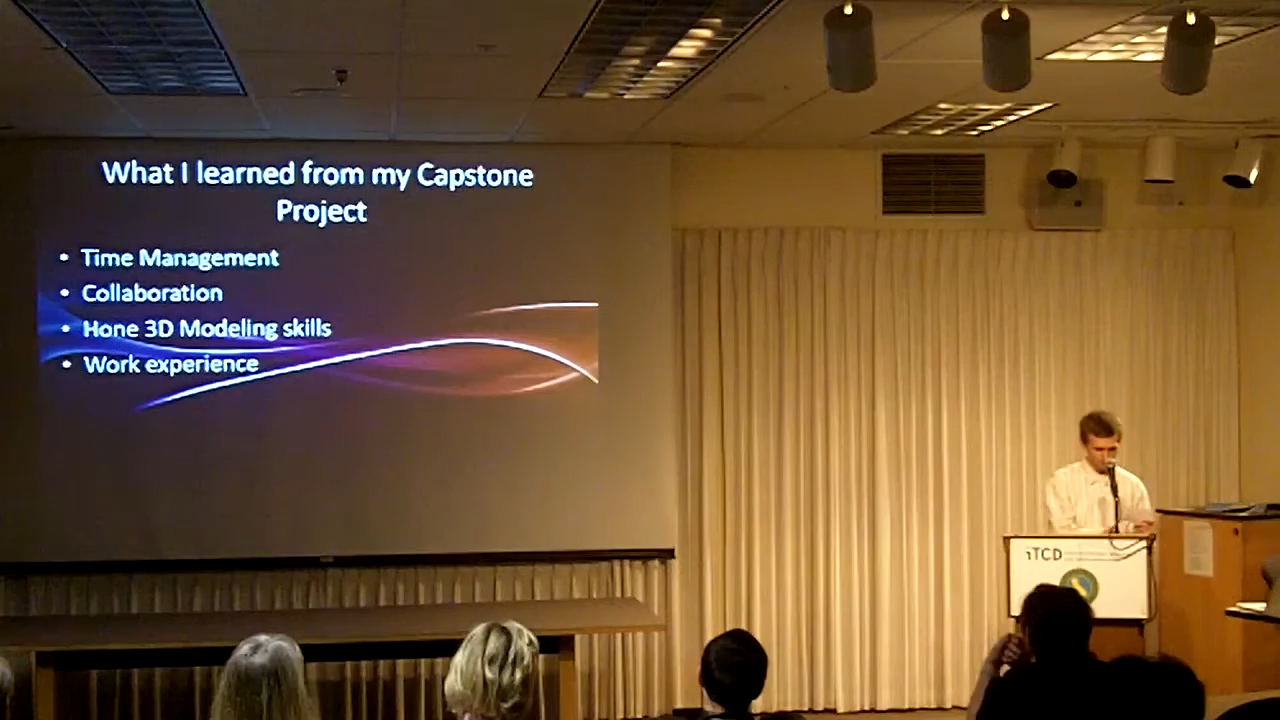 What I learned from my Capstone
Project
• Time Management
• Collaboration
• Hone 3D Modeling skills
• Work experience
iTCD